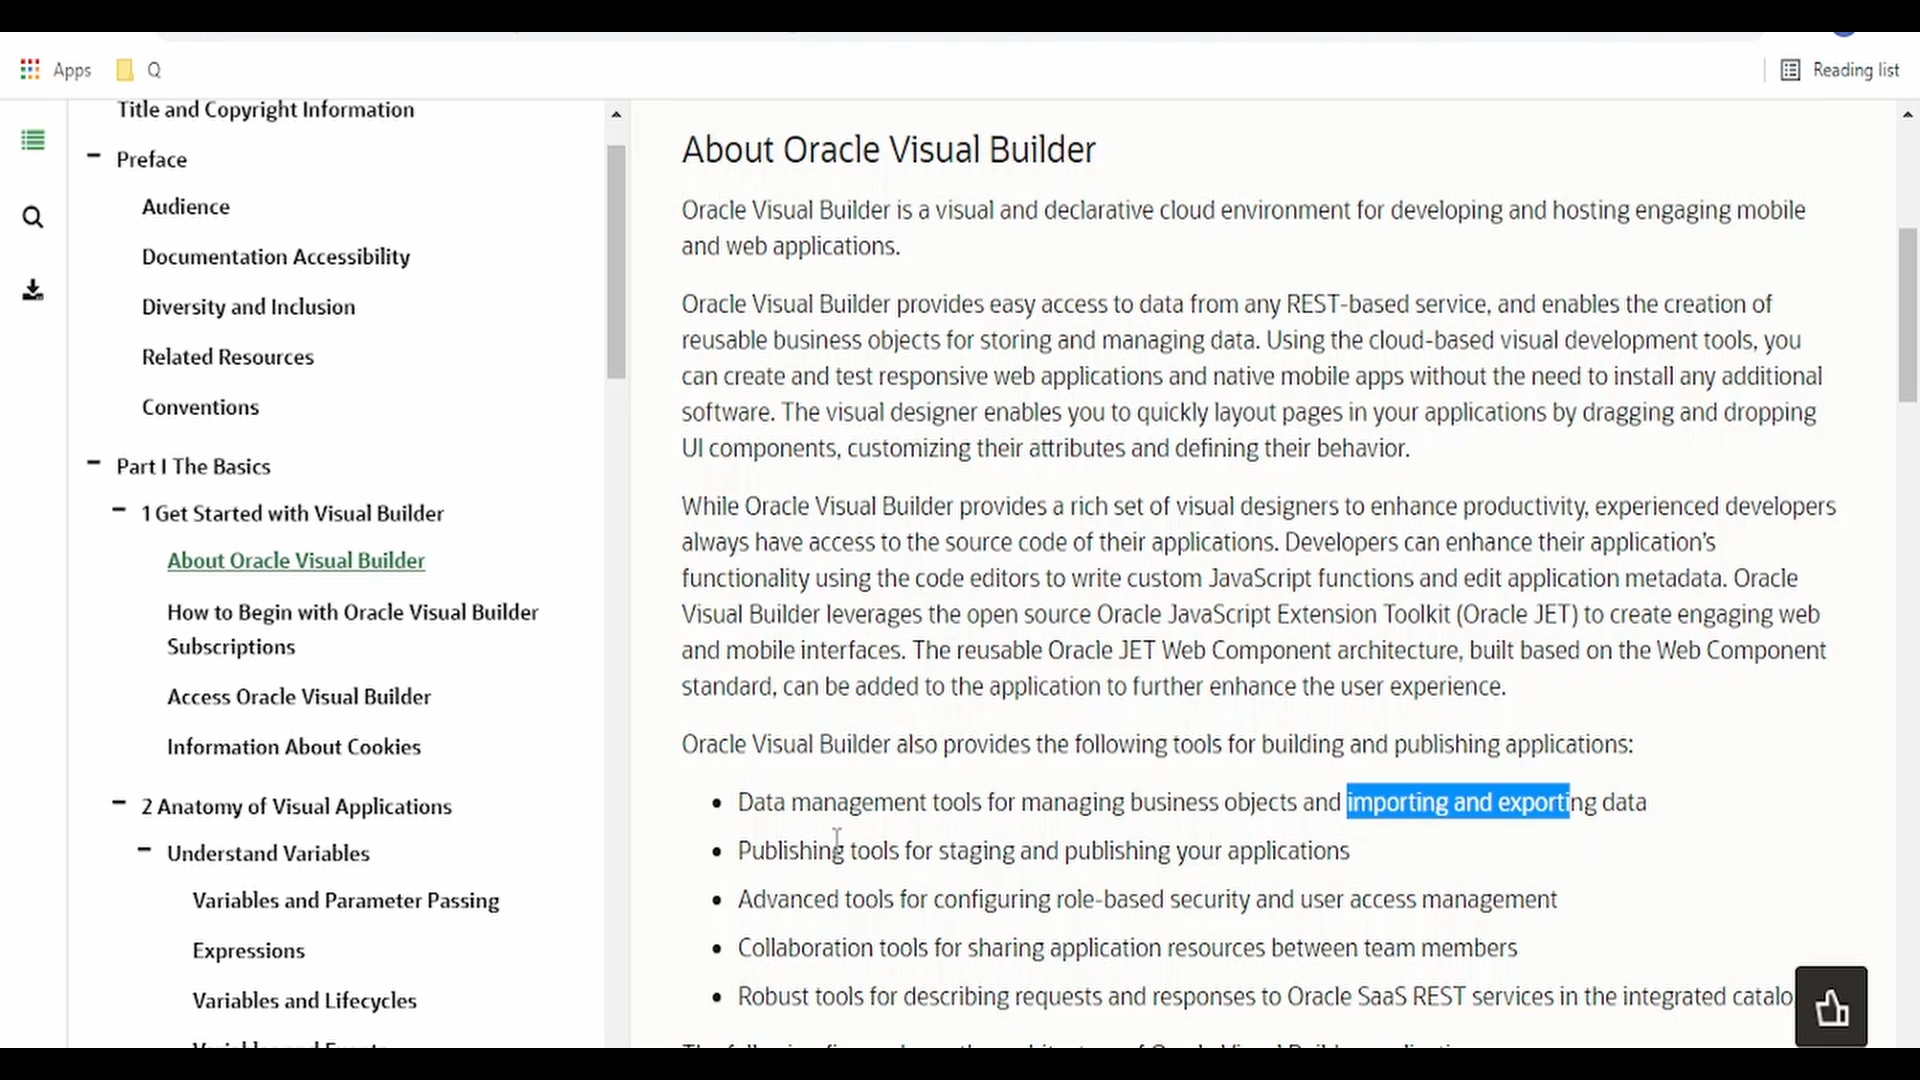 Apps
Q
Reading list
Title and Copyright Information
Preface
Audience
Documentation Accessibility
Diversity and Inclusion
Related Resources
Conventions
Part I The Basics
1 Get Started with Visual Builder
About Oracle Visual Builder
How to Begin with Oracle Visual Builder
Subscriptions
Access Oracle Visual Builder
Information About Cookies
2 Anatomy of Visual Applications
Understand Variables
Variables and Parameter Passing
Expressions
Variables and Lifecycles
About Oracle Visual Builder
Oracle Visual Builder is a visual and declarative cloud environment for developing and hosting engaging mobile
and web applications.
Oracle Visual Builder provides easy access to data from any REST-based service, and enables the creation of
reusable business objects for storing and managing data. Using the cloud-based visual development tools, you
can create and test responsive web applications and native mobile apps without the need to install any additional
software. The visual designer enables you to quickly layout pages in your applications by dragging and dropping
UI components, customizing their attributes and defining their behavior.
While Oracle Visual Builder provides a rich set of visual designers to enhance productivity, experienced developers
always have access to the source code of their applications. Developers can enhance their application's
functionality using the code editors to write custom JavaScript functions and edit application metadata. Oracle
Visual Builder leverages the open source Oracle JavaScript Extension Toolkit (Oracle JET) to create engaging web
and mobile interfaces. The reusable Oracle JET Web Component architecture, built based on the Web Component
standard, can be added to the application to further enhance the user experience.
Oracle Visual Builder also provides the following tools for building and publishing applications:
• Data management tools for managing business objects and importing and exporting data
• Publishing tools for staging and publishing your applications
• Advanced tools for configuring role-based security and user access management
• Collaboration tools for sharing application resources between team members
• Robust tools for describing requests and responses to Oracle SaaS REST services in the integrated catalo